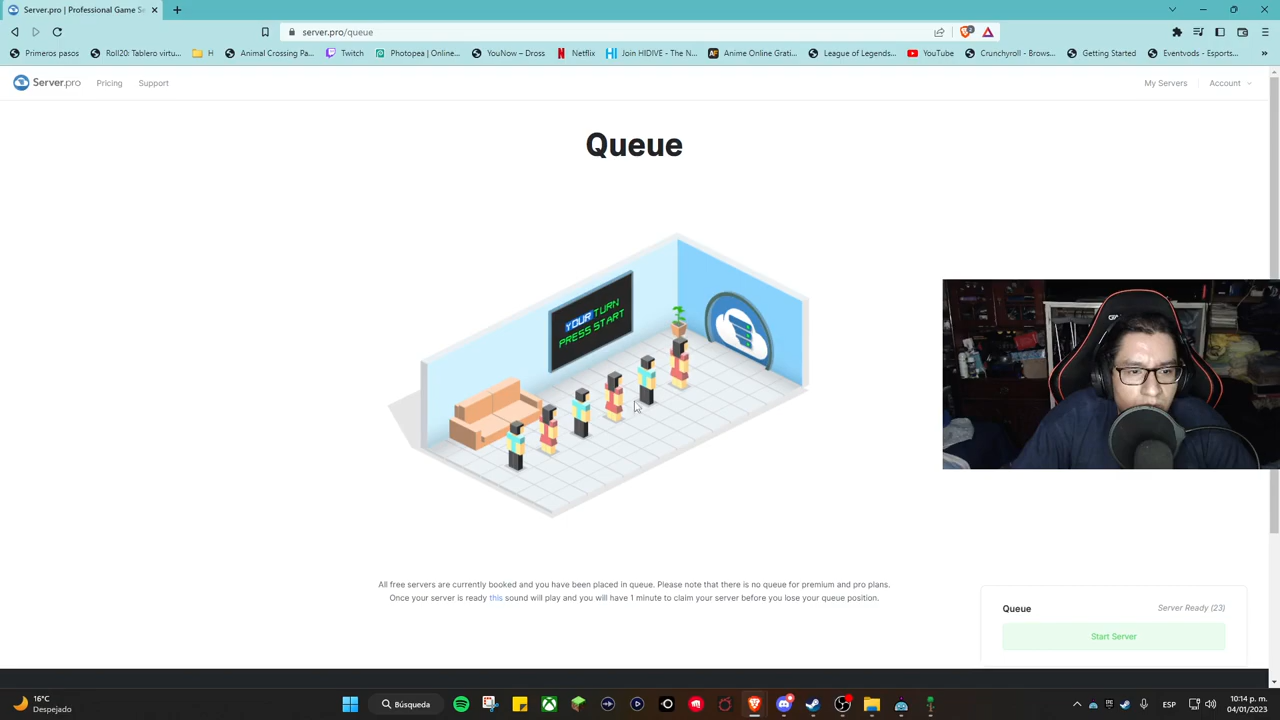 Server.pro | Professional Game Se
server.pro/queue
Primeros pasos
Roll20: Tablero virtu...
H
Animal Crossing Pa...
Twitch
Photopea | Online...
YouNow – Dross
Netflix
Join HIDIVE - The N...
Anime Online Grati...
League of Legends...
YouTube
Crunchyroll - Brows...
Getting Started
Eventvods - Esports...
Server.pro
Pricing
Support
My Servers
Account
Queue
YOUR TURN
PRESS START
All free servers are currently booked and you have been placed in queue. Please note that there is no queue for premium and pro plans.
Once your server is ready this sound will play and you will have 1 minute to claim your server before you lose your queue position.
Queue
Server Ready (23)
Start Server
16°C
Despejado
Búsqueda
ESP
10:14 p. m.
04/01/2023